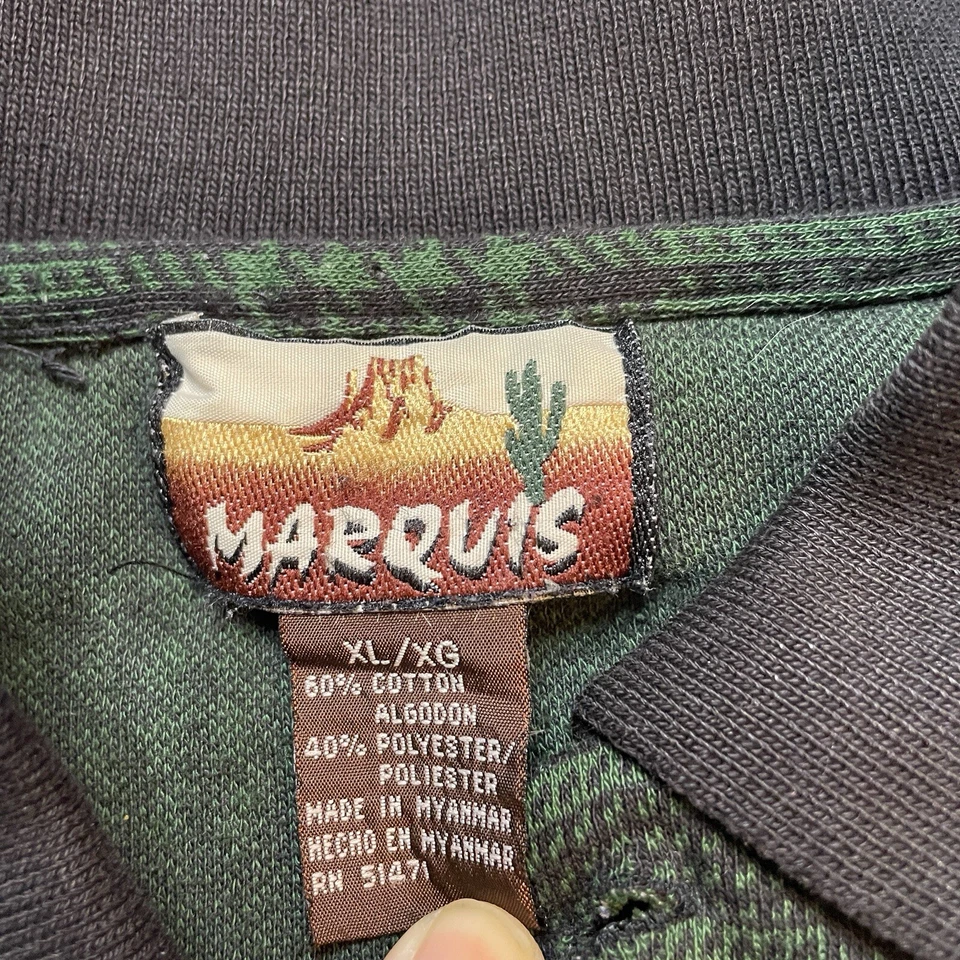 MARQUIS
XL/XG
60% COTTON
ALGODON
40% POLYESTER/
POLIESTER
MADE IN MYANMAR
HECHO EN MYANMAR
RN 51471